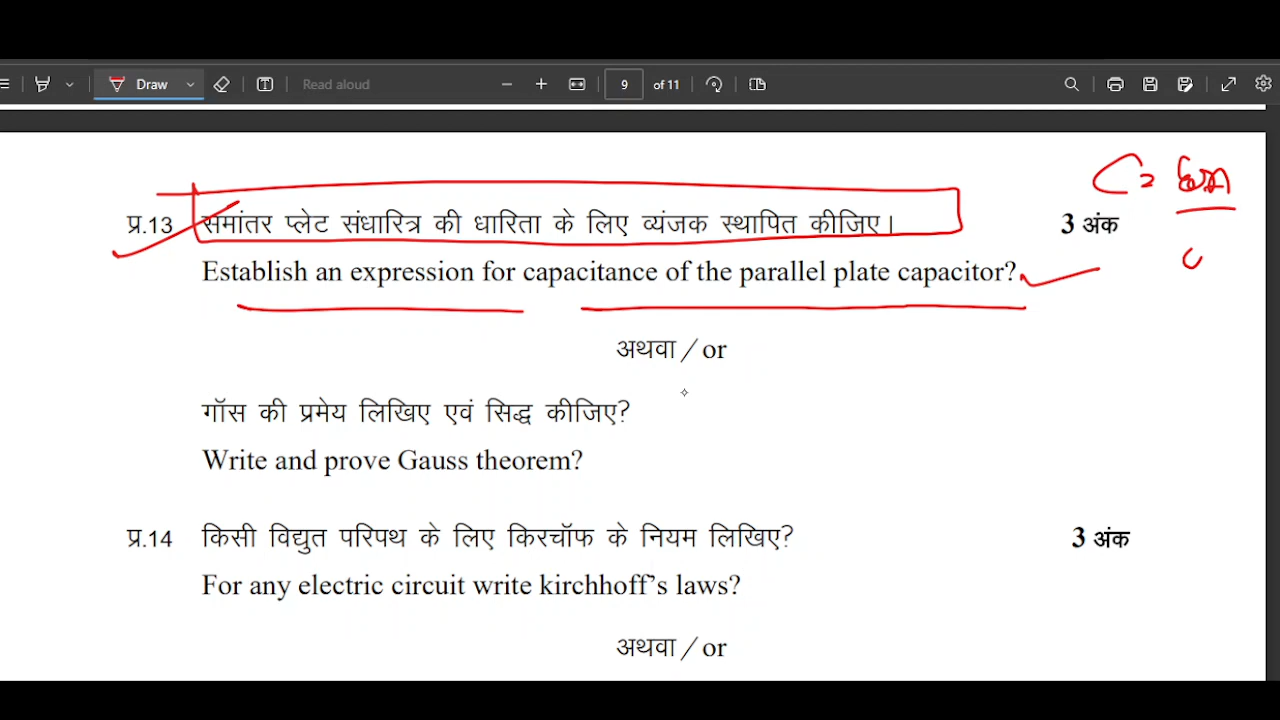 Draw
Read aloud
9 of 11
प्र.13 समांतर प्लेट संधारित्र की धारिता के लिए व्यंजक स्थापित कीजिए। 3 अंक
Establish an expression for capacitance of the parallel plate capacitor?
अथवा / or
गॉस की प्रमेय लिखिए एवं सिद्ध कीजिए?
Write and prove Gauss theorem?
प्र.14 किसी विद्युत परिपथ के लिए किरचॉफ के नियम लिखिए? 3 अंक
For any electric circuit write kirchhoff's laws?
अथवा / or